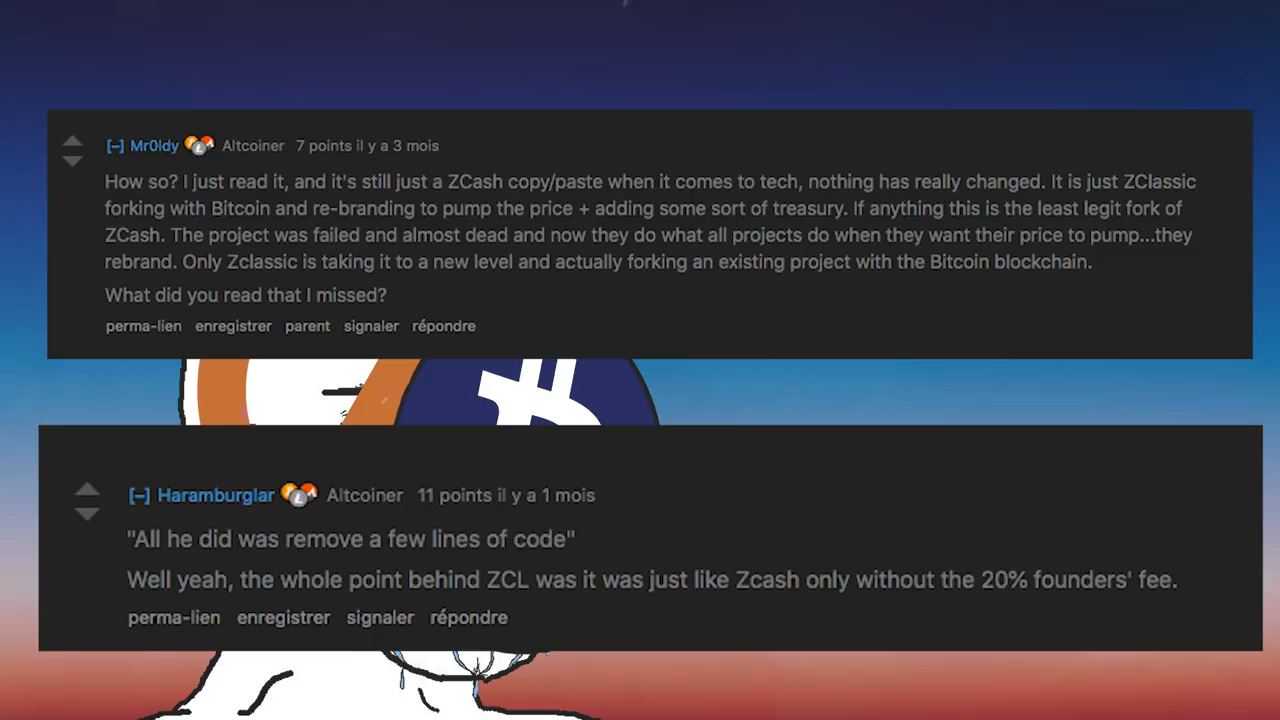 [–] Mr0ldy Altcoiner 7 points il y a 3 mois
How so? I just read it, and it's still just a ZCash copy/paste when it comes to tech, nothing has really changed. It is just ZClassic
forking with Bitcoin and re-branding to pump the price + adding some sort of treasury. If anything this is the least legit fork of
ZCash. The project was failed and almost dead and now they do what all projects do when they want their price to pump...they
rebrand. Only Zclassic is taking it to a new level and actually forking an existing project with the Bitcoin blockchain.
What did you read that I missed?
perma-lien enregistrer parent signaler répondre
[–] Haramburglar Altcoiner 11 points il y a 1 mois
"All he did was remove a few lines of code"
Well yeah, the whole point behind ZCL was it was just like Zcash only without the 20% founders' fee.
perma-lien enregistrer signaler répondre